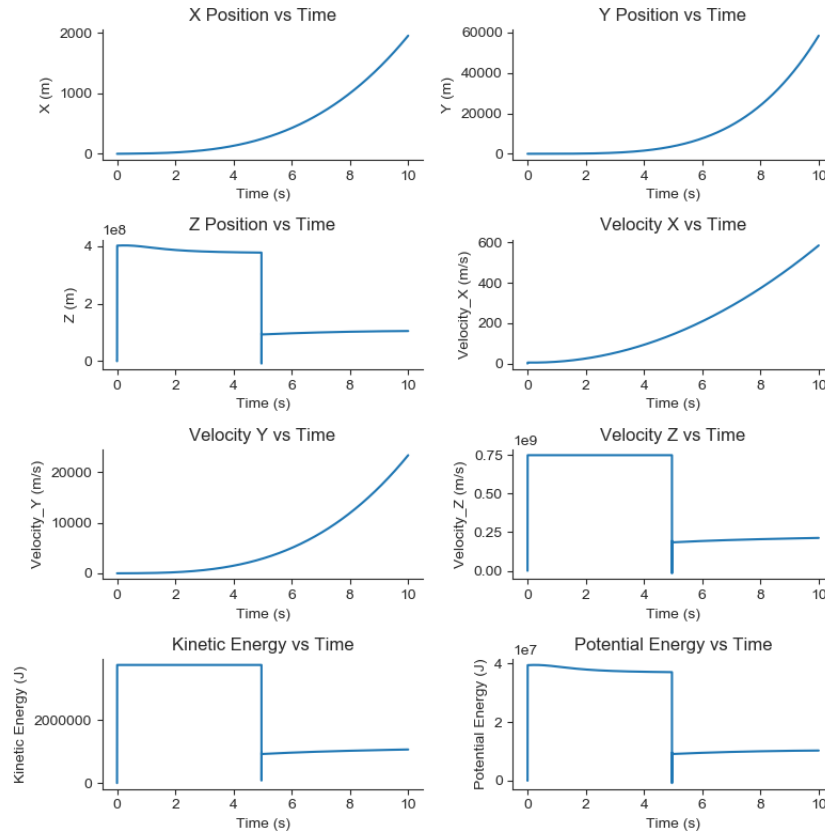 X Position vs Time
2000
1000
0
X (m)
0 2 4 6 8 10
Time (s)
Y Position vs Time
60000
40000
20000
0
Y (m)
0 2 4 6 8 10
Time (s)
Z Position vs Time
1e8
4
2
0
Z (m)
0 2 4 6 8 10
Time (s)
Velocity X vs Time
600
400
200
0
Velocity_X (m/s)
0 2 4 6 8 10
Time (s)
Velocity Y vs Time
20000
10000
0
Velocity_Y (m/s)
0 2 4 6 8 10
Time (s)
Velocity Z vs Time
1e9
0.75
0.50
0.25
0.00
Velocity_Z (m/s)
0 2 4 6 8 10
Time (s)
Kinetic Energy vs Time
2000000
0
Kinetic Energy (J)
0 2 4 6 8 10
Time (s)
Potential Energy vs Time
1e7
4
2
0
Potential Energy (J)
0 2 4 6 8 10
Time (s)